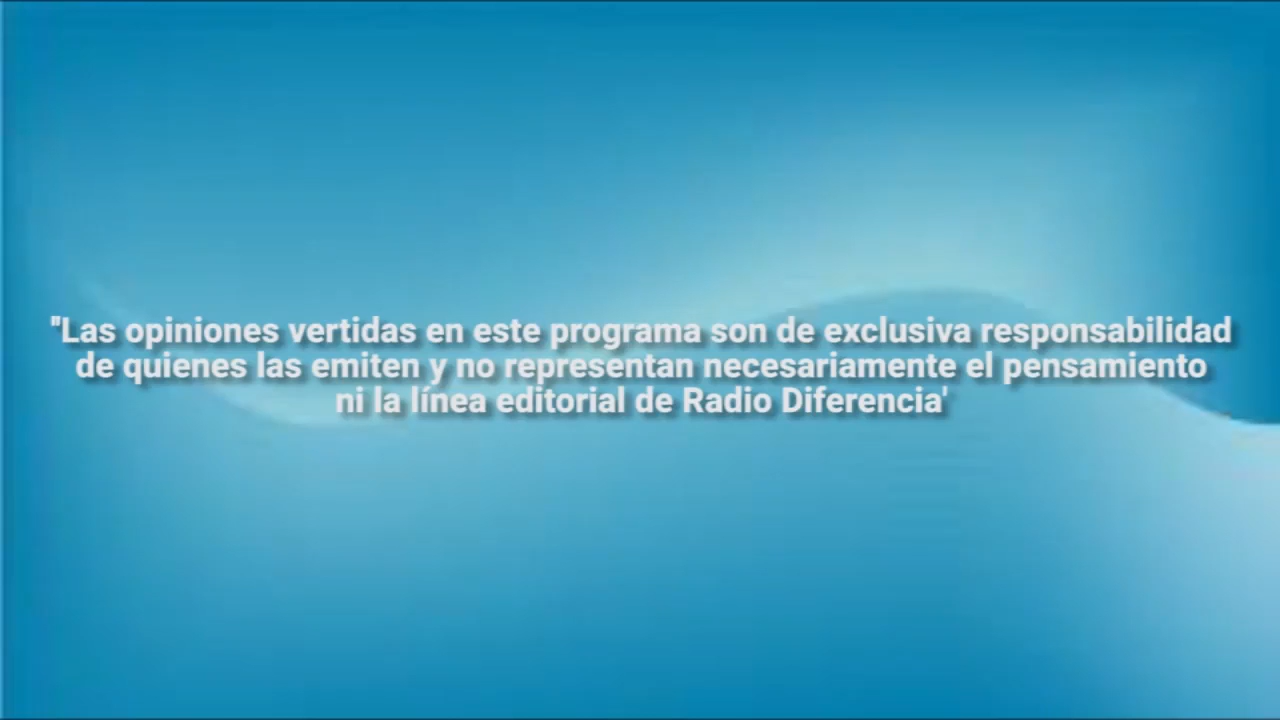 "Las opiniones vertidas en este programa son de exclusiva responsabilidad
de quienes las emiten y no representan necesariamente el pensamiento
ni la línea editorial de Radio Diferencia'